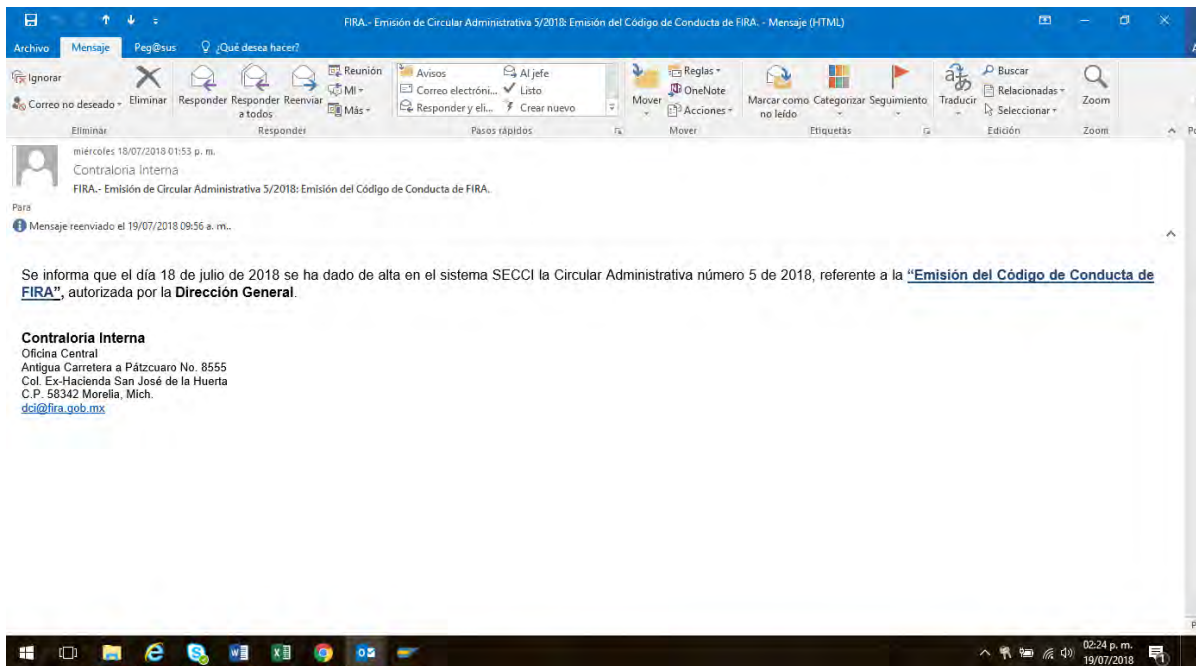 FIRA.- Emisión de Circular Administrativa 5/2018: Emisión del Código de Conducta de FIRA. - Mensaje (HTML)
Archivo Mensaje Peg@sus ¿Qué desea hacer?
Ignorar
Correo no deseado
Eliminar
Responder Responder a todos Reenviar
Reunión
MI
Más
Avisos Al jefe
Correo electróni... Listo
Responder y eli... Crear nuevo
Mover
Reglas
OneNote
Acciones
Marcar como no leído Categorizar Seguimiento
Traducir
Buscar
Relacionadas
Seleccionar
Zoom
Eliminar Responder Pasos rápidos Mover Etiquetas Edición Zoom
miércoles 18/07/2018 01:53 p. m.
Contraloria Interna
FIRA.- Emisión de Circular Administrativa 5/2018: Emisión del Código de Conducta de FIRA.
Para
Mensaje reenviado el 19/07/2018 09:56 a. m..
Se informa que el día 18 de julio de 2018 se ha dado de alta en el sistema SECCI la Circular Administrativa número 5 de 2018, referente a la “Emisión del Código de Conducta de
FIRA”, autorizada por la Dirección General.
Contraloría Interna
Oficina Central
Antigua Carretera a Pátzcuaro No. 8555
Col. Ex-Hacienda San José de la Huerta
C.P. 58342 Morelia, Mich.
dci@fira.gob.mx
02:24 p. m.
19/07/2018